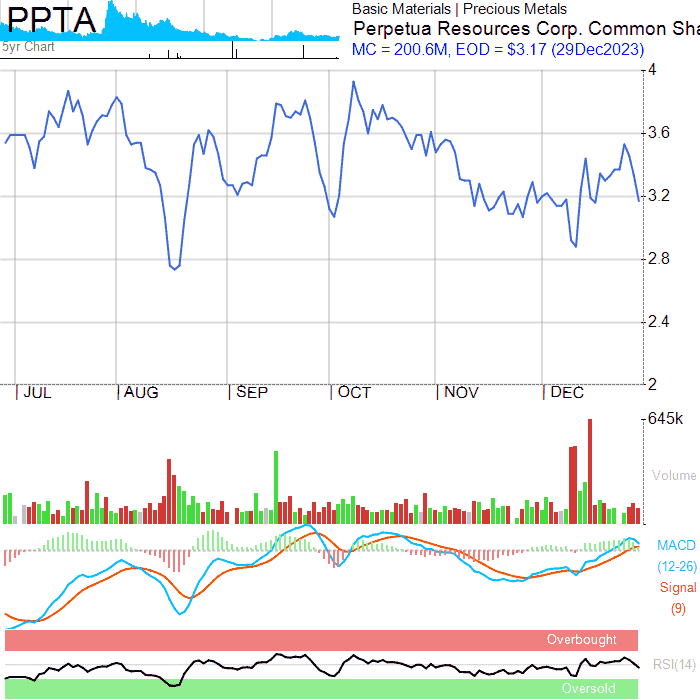 PPTA
5yr Chart
Basic Materials | Precious Metals
Perpetua Resources Corp. Common Sha
MC = 200.6M, EOD = $3.17 (29Dec2023)
4
3.6
3.2
2.8
2.4
2
JUL AUG SEP OCT NOV DEC
645k
Volume
MACD
(12-26)
Signal
(9)
Overbought
RSI(14)
Oversold